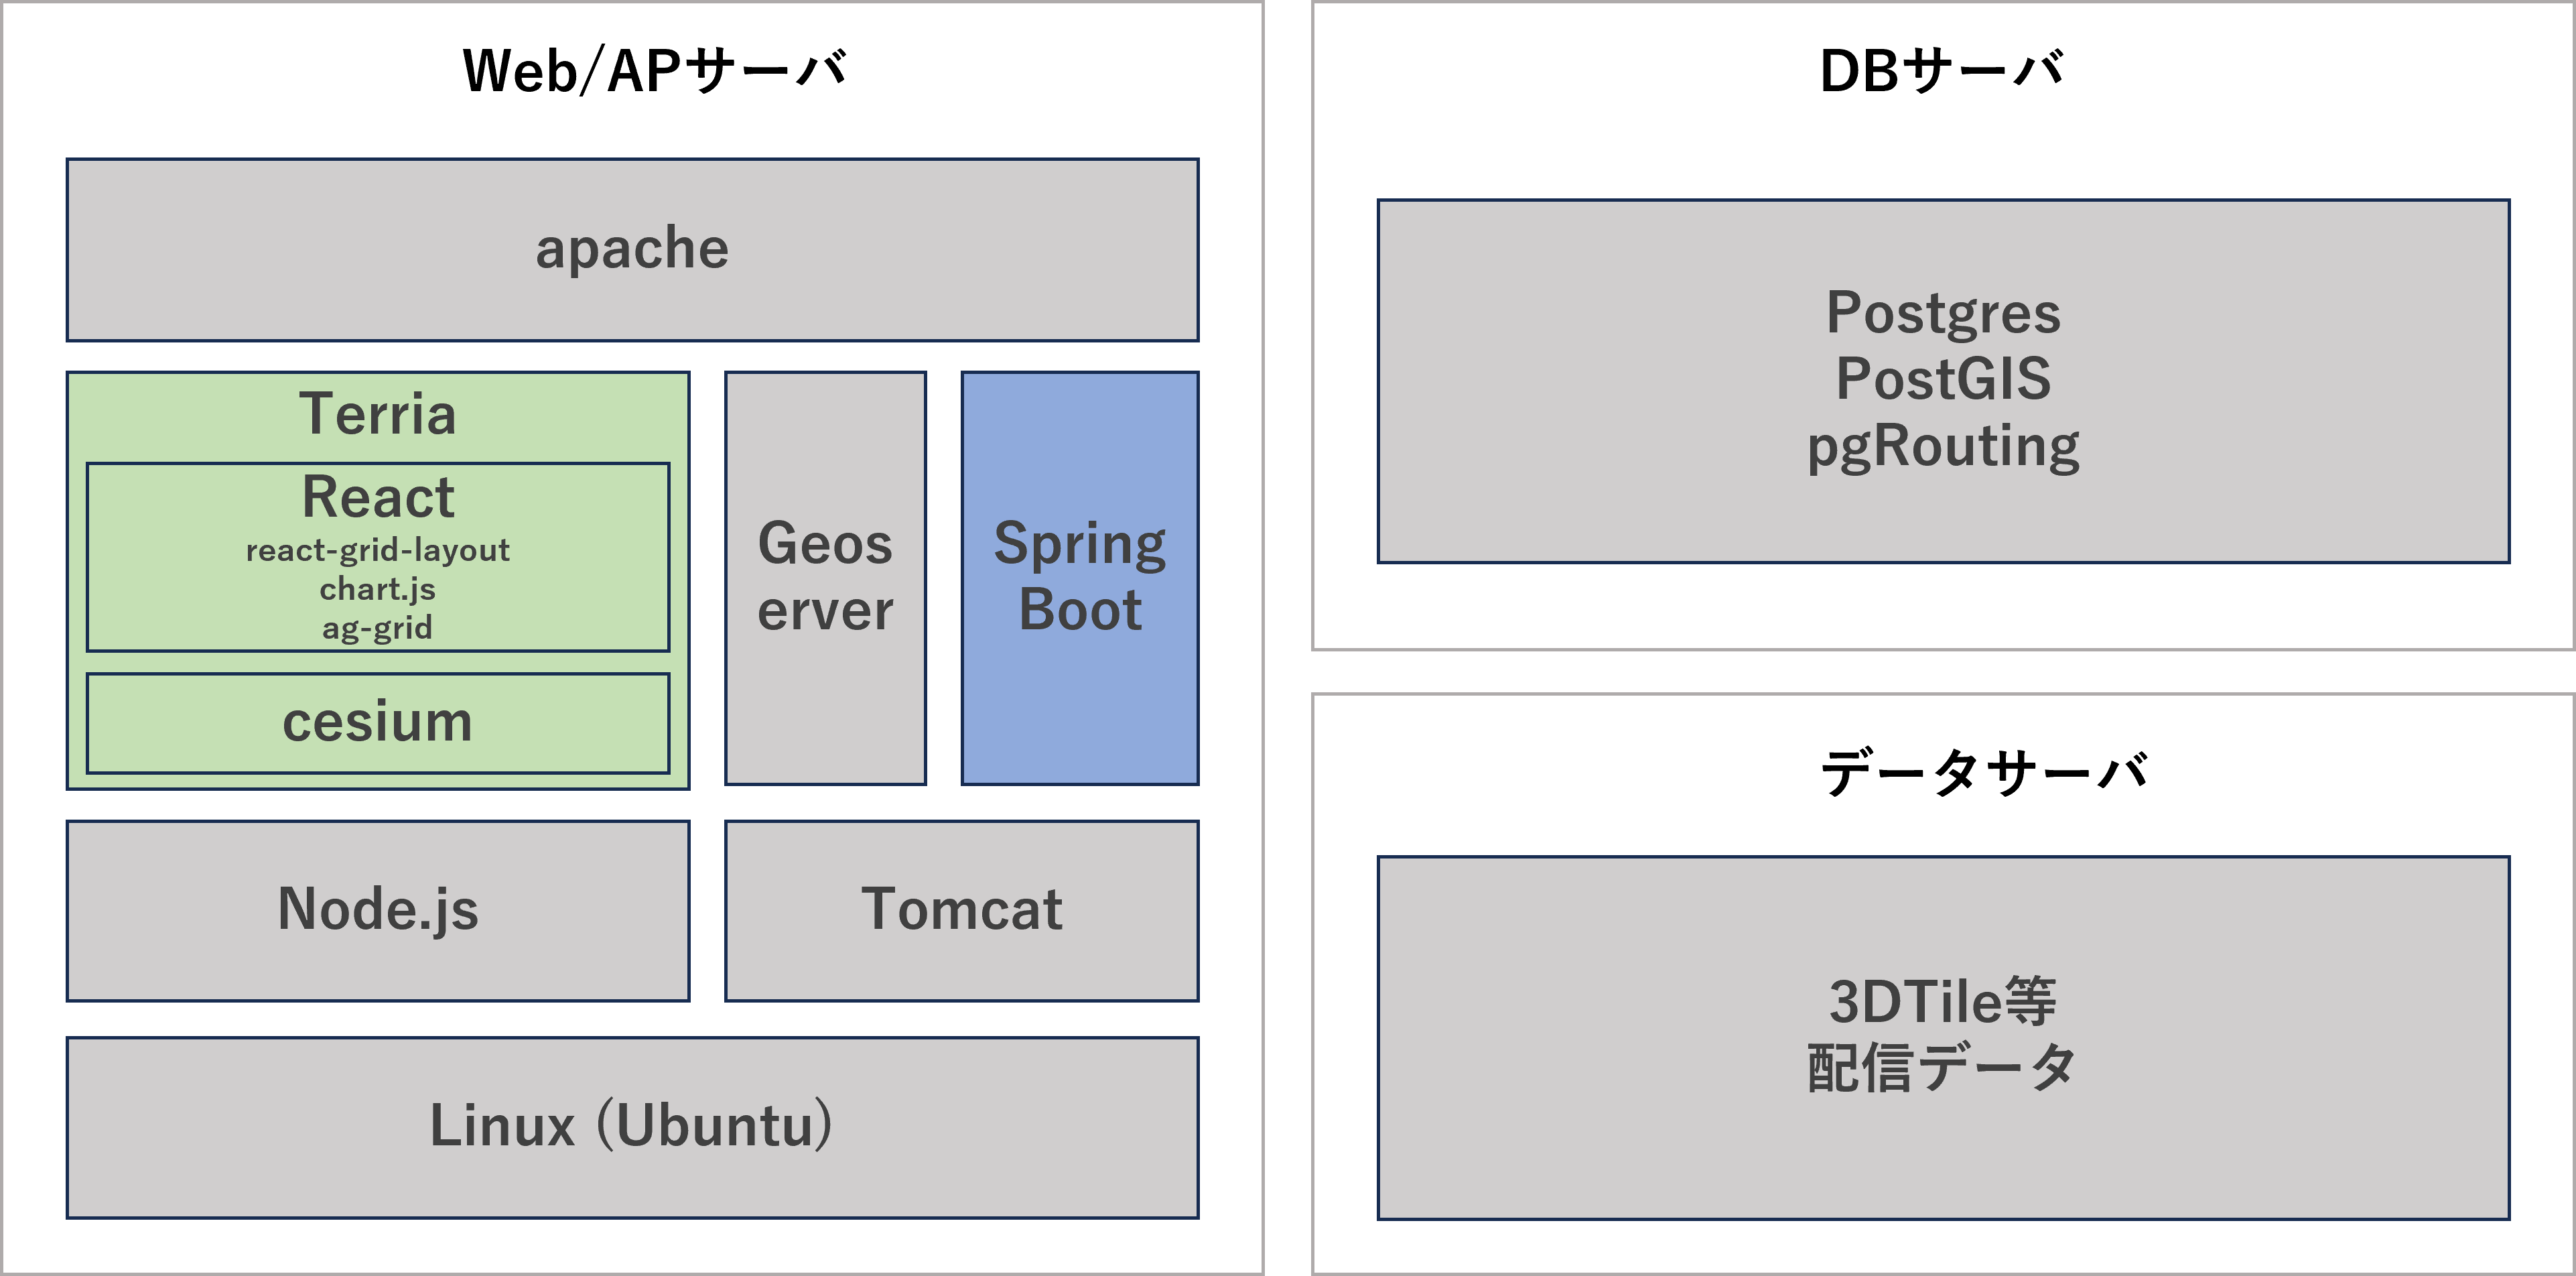 Web/APサーバ
apache
Terria
React
react-grid-layout
chart.js
ag-grid
cesium
Geos
erver
Spring
Boot
Node.js
Tomcat
Linux (Ubuntu)
DBサーバ
Postgres
PostGIS
pgRouting
データサーバ
3DTile等
配信データ